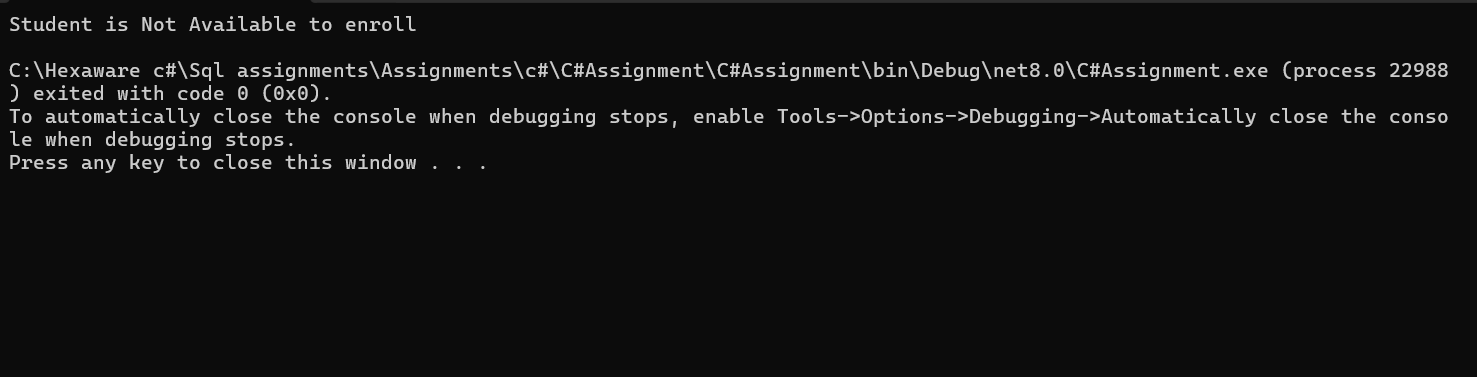 Student is Not Available to enroll
C:\Hexaware c#\Sql assignments\Assignments\c#\C#Assignment\C#Assignment\bin\Debug\net8.0\C#Assignment.exe (process 22988
) exited with code 0 (0x0).
To automatically close the console when debugging stops, enable Tools->Options->Debugging->Automatically close the conso
le when debugging stops.
Press any key to close this window . . .